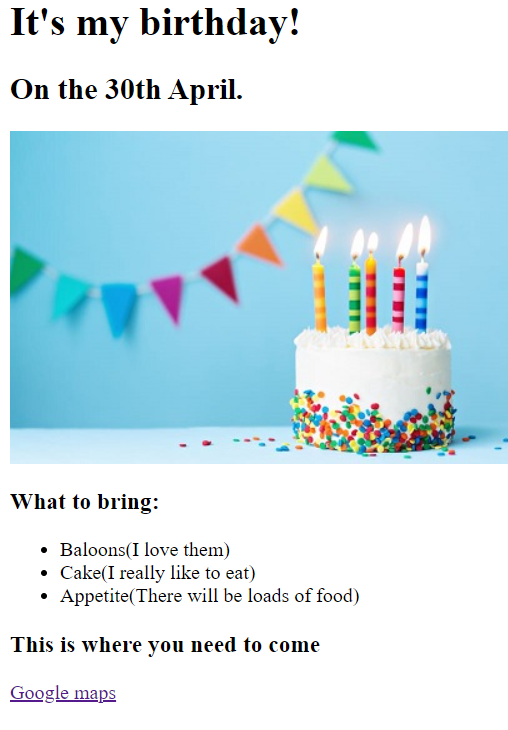 It's my birthday!
On the 30th April.
What to bring:
Baloons(I love them)
Cake(I really like to eat)
Appetite(There will be loads of food)
This is where you need to come
Google maps